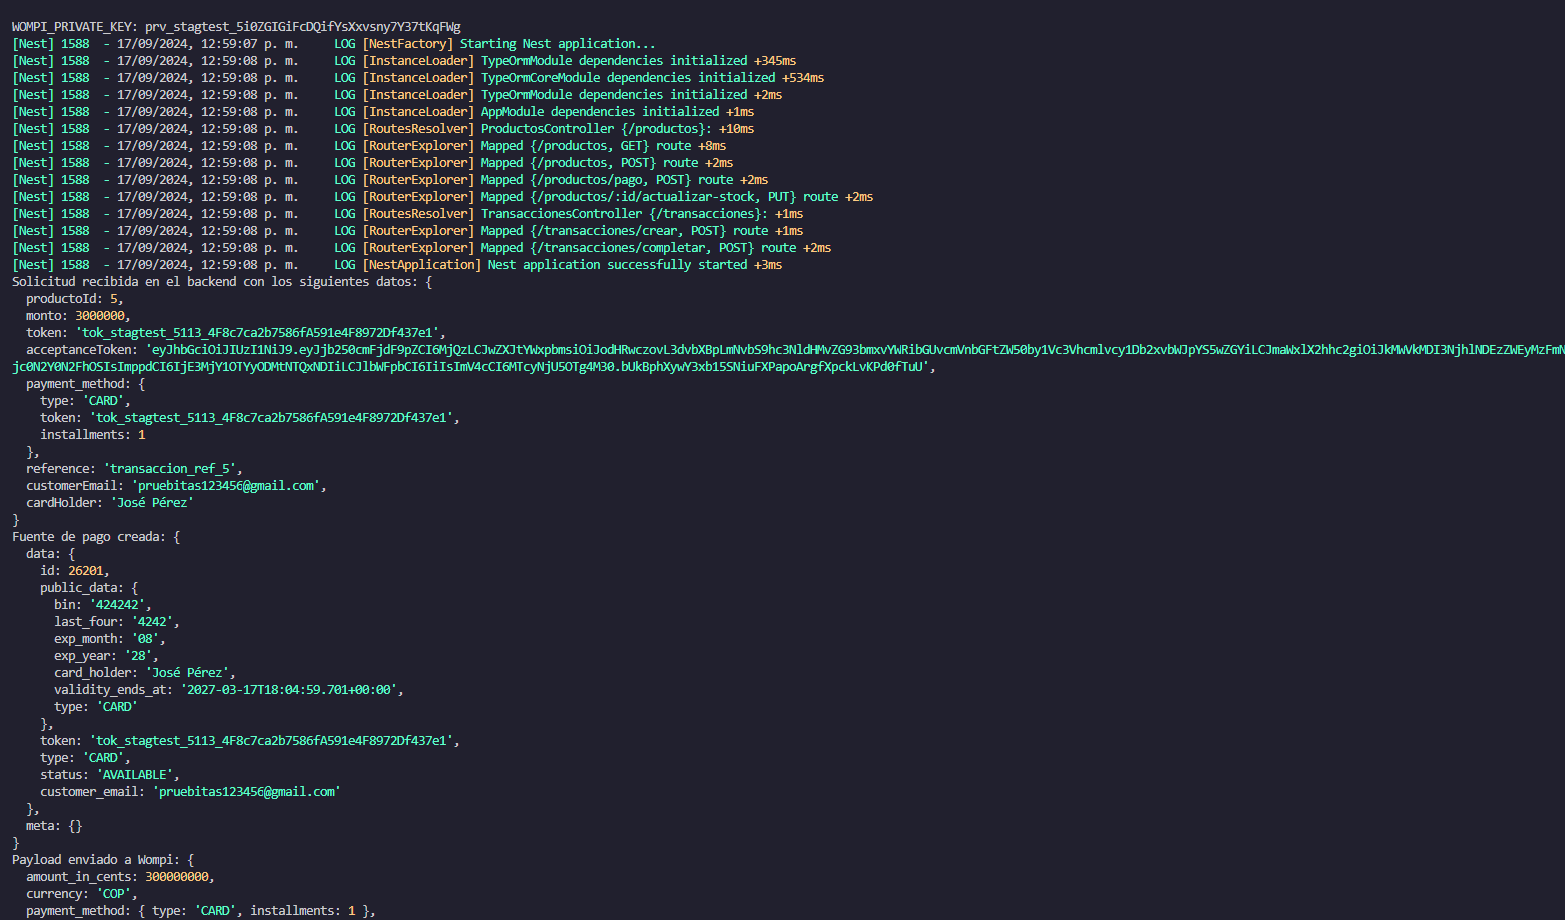 WOMPI_PRIVATE_KEY: prv_stagtest_5i0ZGIGiFcDQifYsXxvsny7Y37tKqFWg
[Nest] 1588  - 17/09/2024, 12:59:07 p. m.     LOG [NestFactory] Starting Nest application...
[Nest] 1588  - 17/09/2024, 12:59:08 p. m.     LOG [InstanceLoader] TypeOrmModule dependencies initialized +345ms
[Nest] 1588  - 17/09/2024, 12:59:08 p. m.     LOG [InstanceLoader] TypeOrmCoreModule dependencies initialized +534ms
[Nest] 1588  - 17/09/2024, 12:59:08 p. m.     LOG [InstanceLoader] TypeOrmModule dependencies initialized +2ms
[Nest] 1588  - 17/09/2024, 12:59:08 p. m.     LOG [InstanceLoader] AppModule dependencies initialized +1ms
[Nest] 1588  - 17/09/2024, 12:59:08 p. m.     LOG [RoutesResolver] ProductosController {/productos}: +10ms
[Nest] 1588  - 17/09/2024, 12:59:08 p. m.     LOG [RouterExplorer] Mapped {/productos, GET} route +8ms
[Nest] 1588  - 17/09/2024, 12:59:08 p. m.     LOG [RouterExplorer] Mapped {/productos, POST} route +2ms
[Nest] 1588  - 17/09/2024, 12:59:08 p. m.     LOG [RouterExplorer] Mapped {/productos/pago, POST} route +2ms
[Nest] 1588  - 17/09/2024, 12:59:08 p. m.     LOG [RouterExplorer] Mapped {/productos/:id/actualizar-stock, PUT} route +2ms
[Nest] 1588  - 17/09/2024, 12:59:08 p. m.     LOG [RoutesResolver] TransaccionesController {/transacciones}: +1ms
[Nest] 1588  - 17/09/2024, 12:59:08 p. m.     LOG [RouterExplorer] Mapped {/transacciones/crear, POST} route +1ms
[Nest] 1588  - 17/09/2024, 12:59:08 p. m.     LOG [RouterExplorer] Mapped {/transacciones/completar, POST} route +2ms
[Nest] 1588  - 17/09/2024, 12:59:08 p. m.     LOG [NestApplication] Nest application successfully started +3ms
Solicitud recibida en el backend con los siguientes datos: {
  productoId: 5,
  monto: 3000000,
  token: 'tok_stagtest_5113_4F8c7ca2b7586fA591e4F8972Df437e1',
  acceptanceToken: 'eyJhbGciOiJIUzI1NiJ9.eyJjb250cmFjdF9pZCI6MjQzLCJwZXJtYWxpbmsiOiJodHRwczovL3dvbXBpLmNvbS9hc3NldHMvZG93bmxvYWRibGUvcmVnbGFtZW50by1Vc3Vhcmlvcy1Db2xvbWJpYS5wZGYiLCJmaWxlX2hhc2giOiJkMWVkMDI3NjhlNDEzZWEyMzFmN
jc0N2Y0N2FhOSIsImppdCI6IjE3MjY1OTYyODMtNTQxNDIiLCJlbWFpbCI6IiIsImV4cCI6MTcyNjU5OTg4M30.bUkBphXywY3xb15SNiuFXPapoArgfXpckLvKPd0fTuU',
  payment_method: {
    type: 'CARD',
    token: 'tok_stagtest_5113_4F8c7ca2b7586fA591e4F8972Df437e1',
    installments: 1
  },
  reference: 'transaccion_ref_5',
  customerEmail: 'pruebitas123456@gmail.com',
  cardHolder: 'José Pérez'
}
Fuente de pago creada: {
  data: {
    id: 26201,
    public_data: {
      bin: '424242',
      last_four: '4242',
      exp_month: '08',
      exp_year: '28',
      card_holder: 'José Pérez',
      validity_ends_at: '2027-03-17T18:04:59.701+00:00',
      type: 'CARD'
    },
    token: 'tok_stagtest_5113_4F8c7ca2b7586fA591e4F8972Df437e1',
    type: 'CARD',
    status: 'AVAILABLE',
    customer_email: 'pruebitas123456@gmail.com'
  },
  meta: {}
}
Payload enviado a Wompi: {
  amount_in_cents: 300000000,
  currency: 'COP',
  payment_method: { type: 'CARD', installments: 1 },